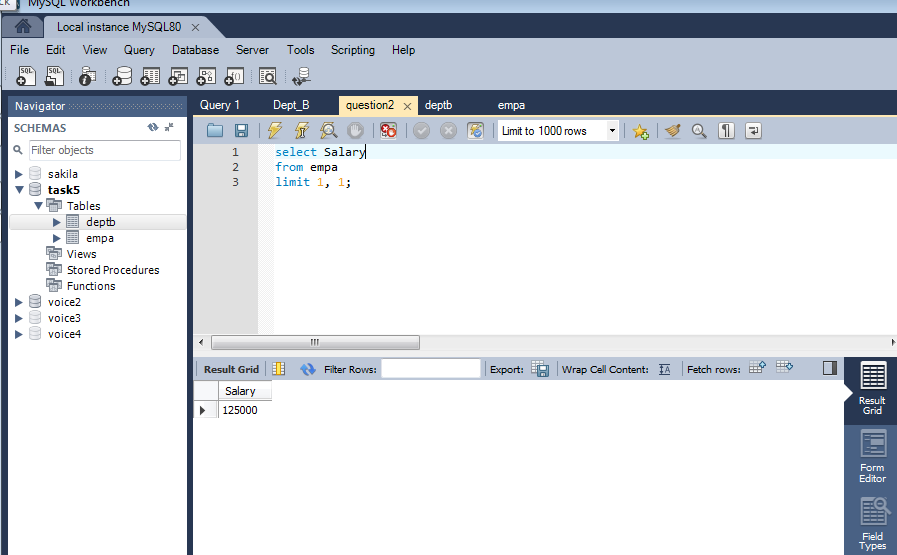 MySQL Workbench
Local instance MySQL80
File Edit View Query Database Server Tools Scripting Help
SQL SQL
Navigator
Query 1 Dept_B question2 deptb empa
SCHEMAS
Limit to 1000 rows
Filter objects
1 select Salary
2 from empa
3 limit 1, 1;
sakila
task5
Tables
deptb
empa
Views
Stored Procedures
Functions
voice2
voice3
voice4
Result Grid Filter Rows: Export: Wrap Cell Content: IA Fetch rows:
Salary
125000
Result
Grid
Form
Editor
Field
Types